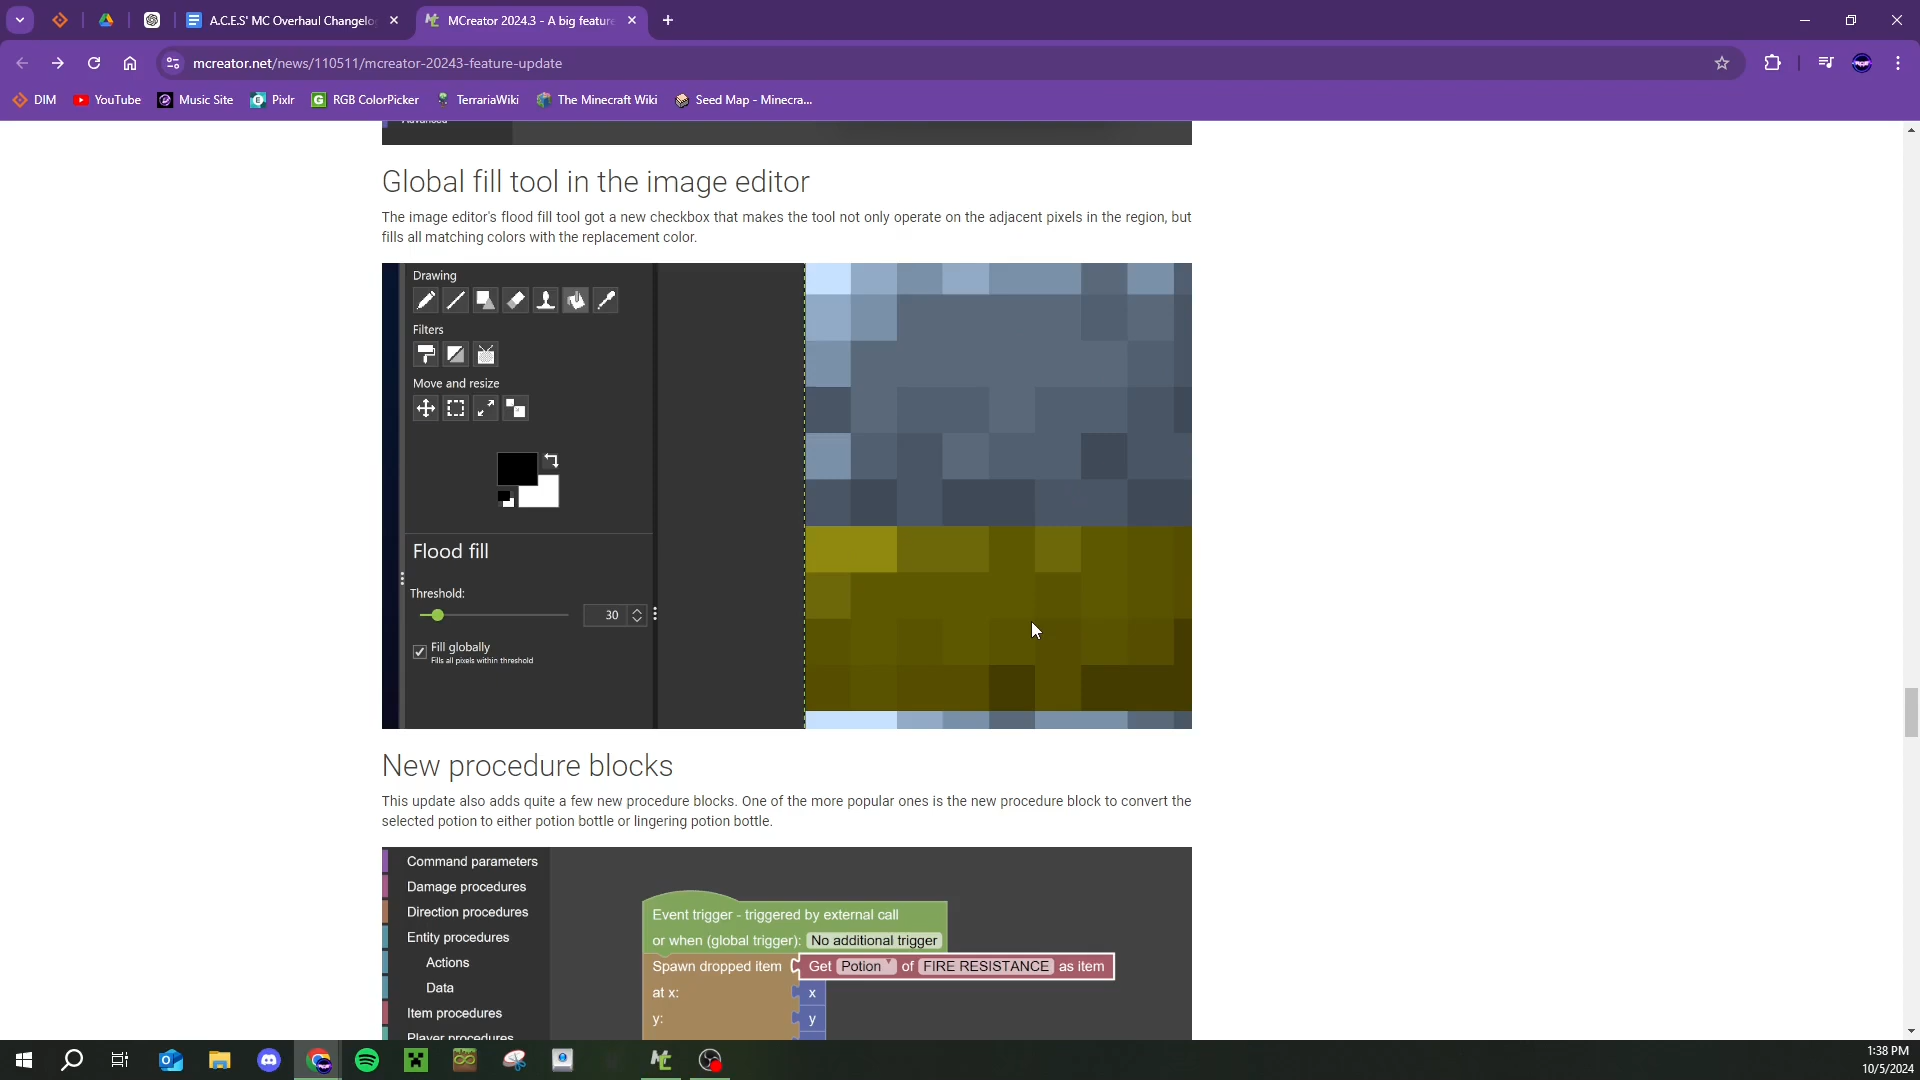 A.C.E.S' MC Overhaul Changelo
MCreator 2024.3 - A big feature
mcreator.net/news/110511/mcreator-20243-feature-update
DIM
YouTube
Music Site
Pixlr
RGB ColorPicker
TerrariaWiki
The Minecraft Wiki
Seed Map - Minecra...
Advanced
Global fill tool in the image editor
The image editor's flood fill tool got a new checkbox that makes the tool not only operate on the adjacent pixels in the region, but
fills all matching colors with the replacement color.
Drawing
Filters
Move and resize
Flood fill
Threshold:
30
Fill globally
Fills all pixels within threshold
New procedure blocks
This update also adds quite a few new procedure blocks. One of the more popular ones is the new procedure block to convert the
selected potion to either potion bottle or lingering potion bottle.
Command parameters
Damage procedures
Direction procedures
Entity procedures
Actions
Data
Item procedures
Player procedures
Event trigger - triggered by external call
or when (global trigger): No additional trigger
Spawn dropped item Get Potion of FIRE RESISTANCE as item
at x: x
y: y
1:38 PM
10/5/2024